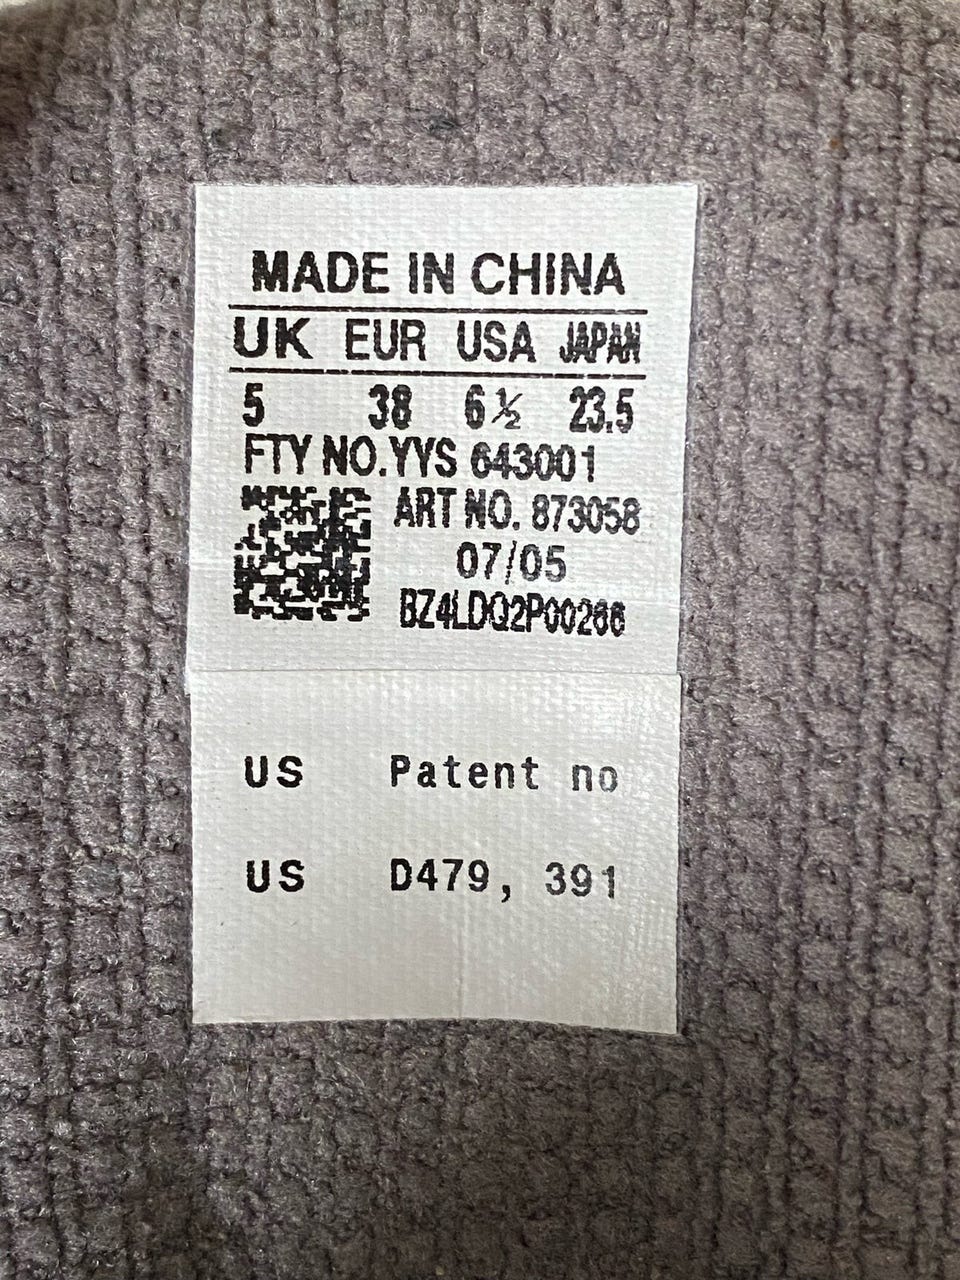 MADE IN CHINA
UK EUR USA JAPAN
5 38 6½ 23.5
FTY NO.YYS 643001
ART NO. 873058
07/05
BZ4LDQ2P00266
US Patent no
US D479, 391